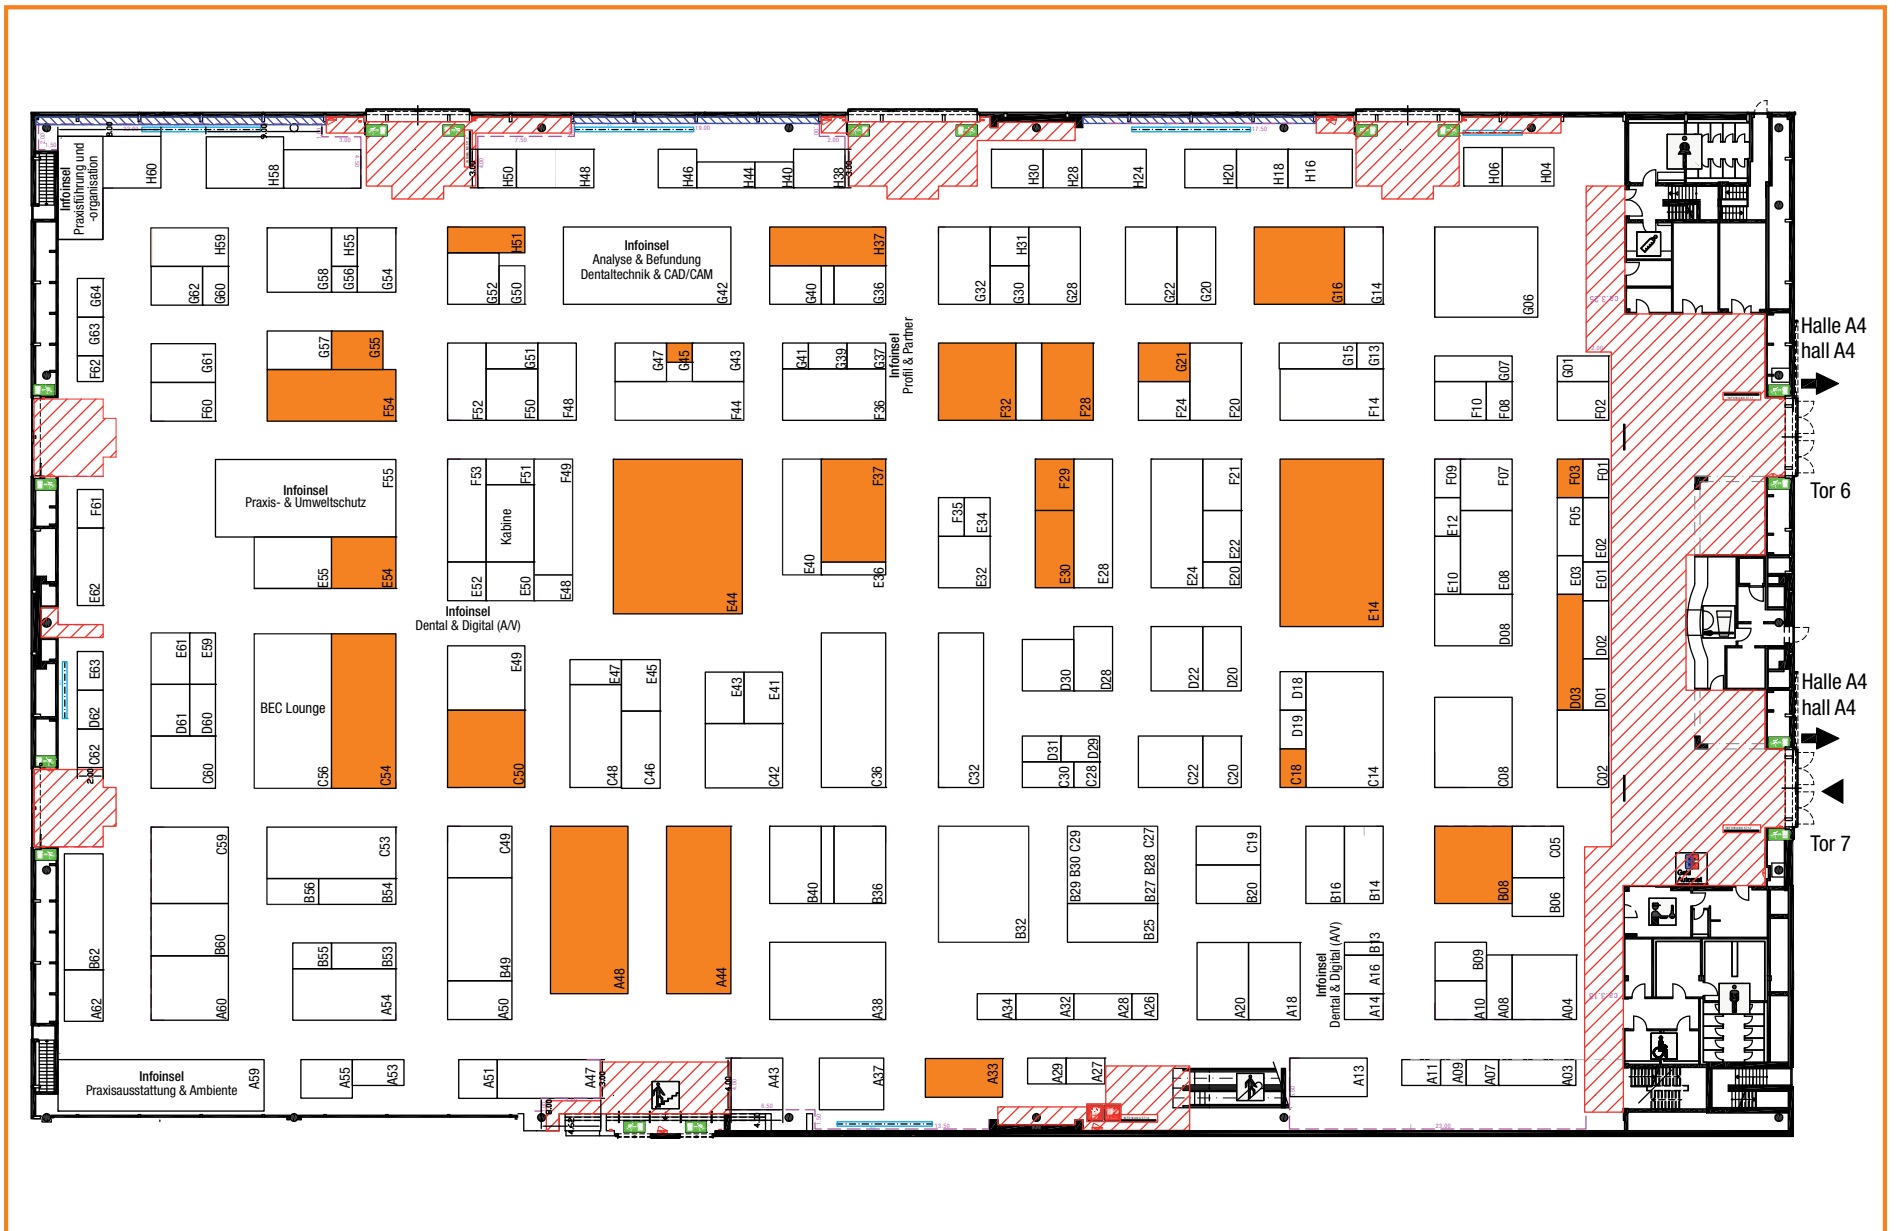 Infoinsel
Praxisführung und
-organisation
H60
H58
H50
H48
H46
H44
H40
H38
H30
H28
H24
H20
H18
H16
H06
H04
H59
G62
G60
G58
H55
G56
G54
H51
G52
G50
Infoinsel
Analyse & Befundung
Dentaltechnik & CAD/CAM
G42
H37
G40
G36
G32
H31
G30
G28
G22
G20
G16
G14
G06
G64
G63
F62
G61
F60
G57
G55
F54
F52
G51
F50
F48
G47
G45
G43
F44
G41
G39
G37
F36
Infoinsel
Profil & Partner
F32
F28
G21
F24
F20
G15
G13
F14
G07
F10
F08
G01
F02
Halle A4
hall A4
Tor 6
F61
E62
Infoinsel
Praxis- & Umweltschutz
F55
E55
E54
F53
F51
F49
Kabine
E52
E50
E48
Infoinsel
Dental & Digital (A/V)
E44
F37
E40
E36
F35
E34
E32
F29
E30
E28
F21
E24
E22
E20
E14
F09
F07
E12
E10
E08
D08
F03
F01
F05
E02
E03
E01
D02
D03
D01
C02
E63
D62
C62
E61
E59
D61
D60
C60
BEC Lounge
C56
C54
E49
C50
E47
E45
C48
C46
E43
E41
C42
C36
C32
D30
D28
D31
D29
C30
C28
D22
D20
C22
C20
D18
D19
C18
C14
C08
Halle A4
hall A4
Tor 7
B62
A62
C59
B60
A60
C53
B56
B54
B55
B53
A54
C49
B49
A50
A48
A44
B40
B36
A38
B32
C29
C27
B30
B28
B29
B27
B25
A34
A32
A28
A26
C19
B20
A20
A18
B16
B14
Infoinsel
Dental & Digital (A/V)
B13
A16
A14
B08
C05
B06
B09
A10
A08
A04
Geld
Automat
Infoinsel
Praxisausstattung & Ambiente
A59
A55
A53
A51
A47
A43
A37
A33
A29
A27
A13
A11
A09
A07
A03